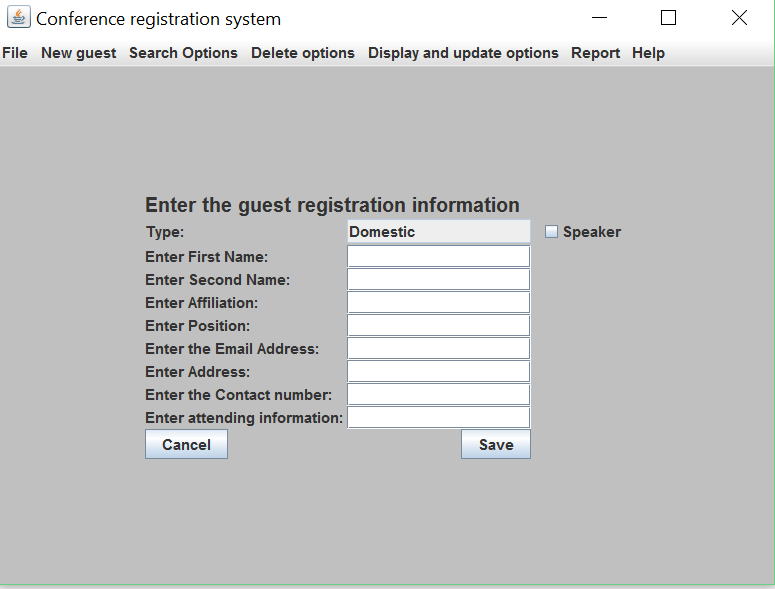 Conference registration system
File New guest Search Options Delete options Display and update options Report Help
Enter the guest registration information
Type: Domestic Speaker
Enter First Name:
Enter Second Name:
Enter Affiliation:
Enter Position:
Enter the Email Address:
Enter Address:
Enter the Contact number:
Enter attending information:
Cancel Save